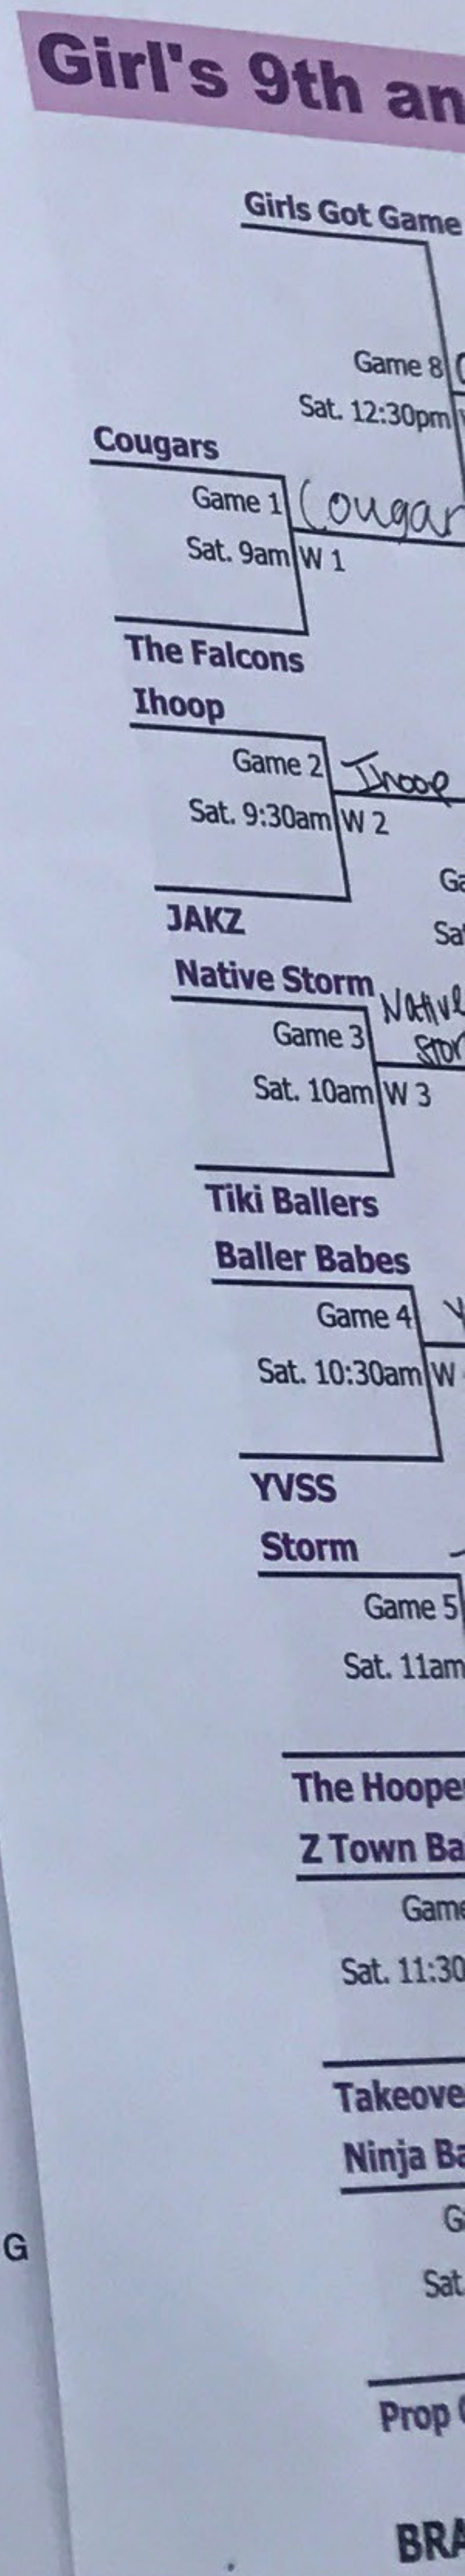 Girl's 9th an
Girls Got Game
Game 8
Sat. 12:30pm
Cougars
Game 1 Cougar
Sat. 9am W 1
The Falcons
Ihoop
Game 2 Ihoop
Sat. 9:30am W 2
JAKZ
Ga
Sa
Native Storm
Native
Game 3 Stor
Sat. 10am W 3
Tiki Ballers
Baller Babes
Game 4 Y
Sat. 10:30am W
YVSS
Storm
Game 5
Sat. 11am
The Hoope
Z Town Ba
Game
Sat. 11:30
Takeove
Ninja Ba
G
G
Sat.
Prop
BRA